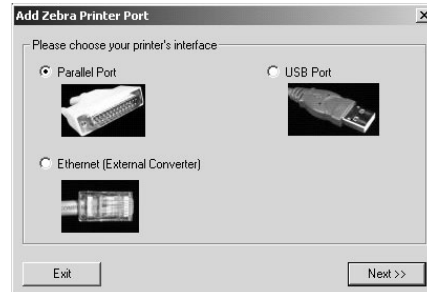 Add Zebra Printer Port
Please choose your printer's interface
Parallel Port
USB Port
Ethernet (External Converter)
Exit
Next >>